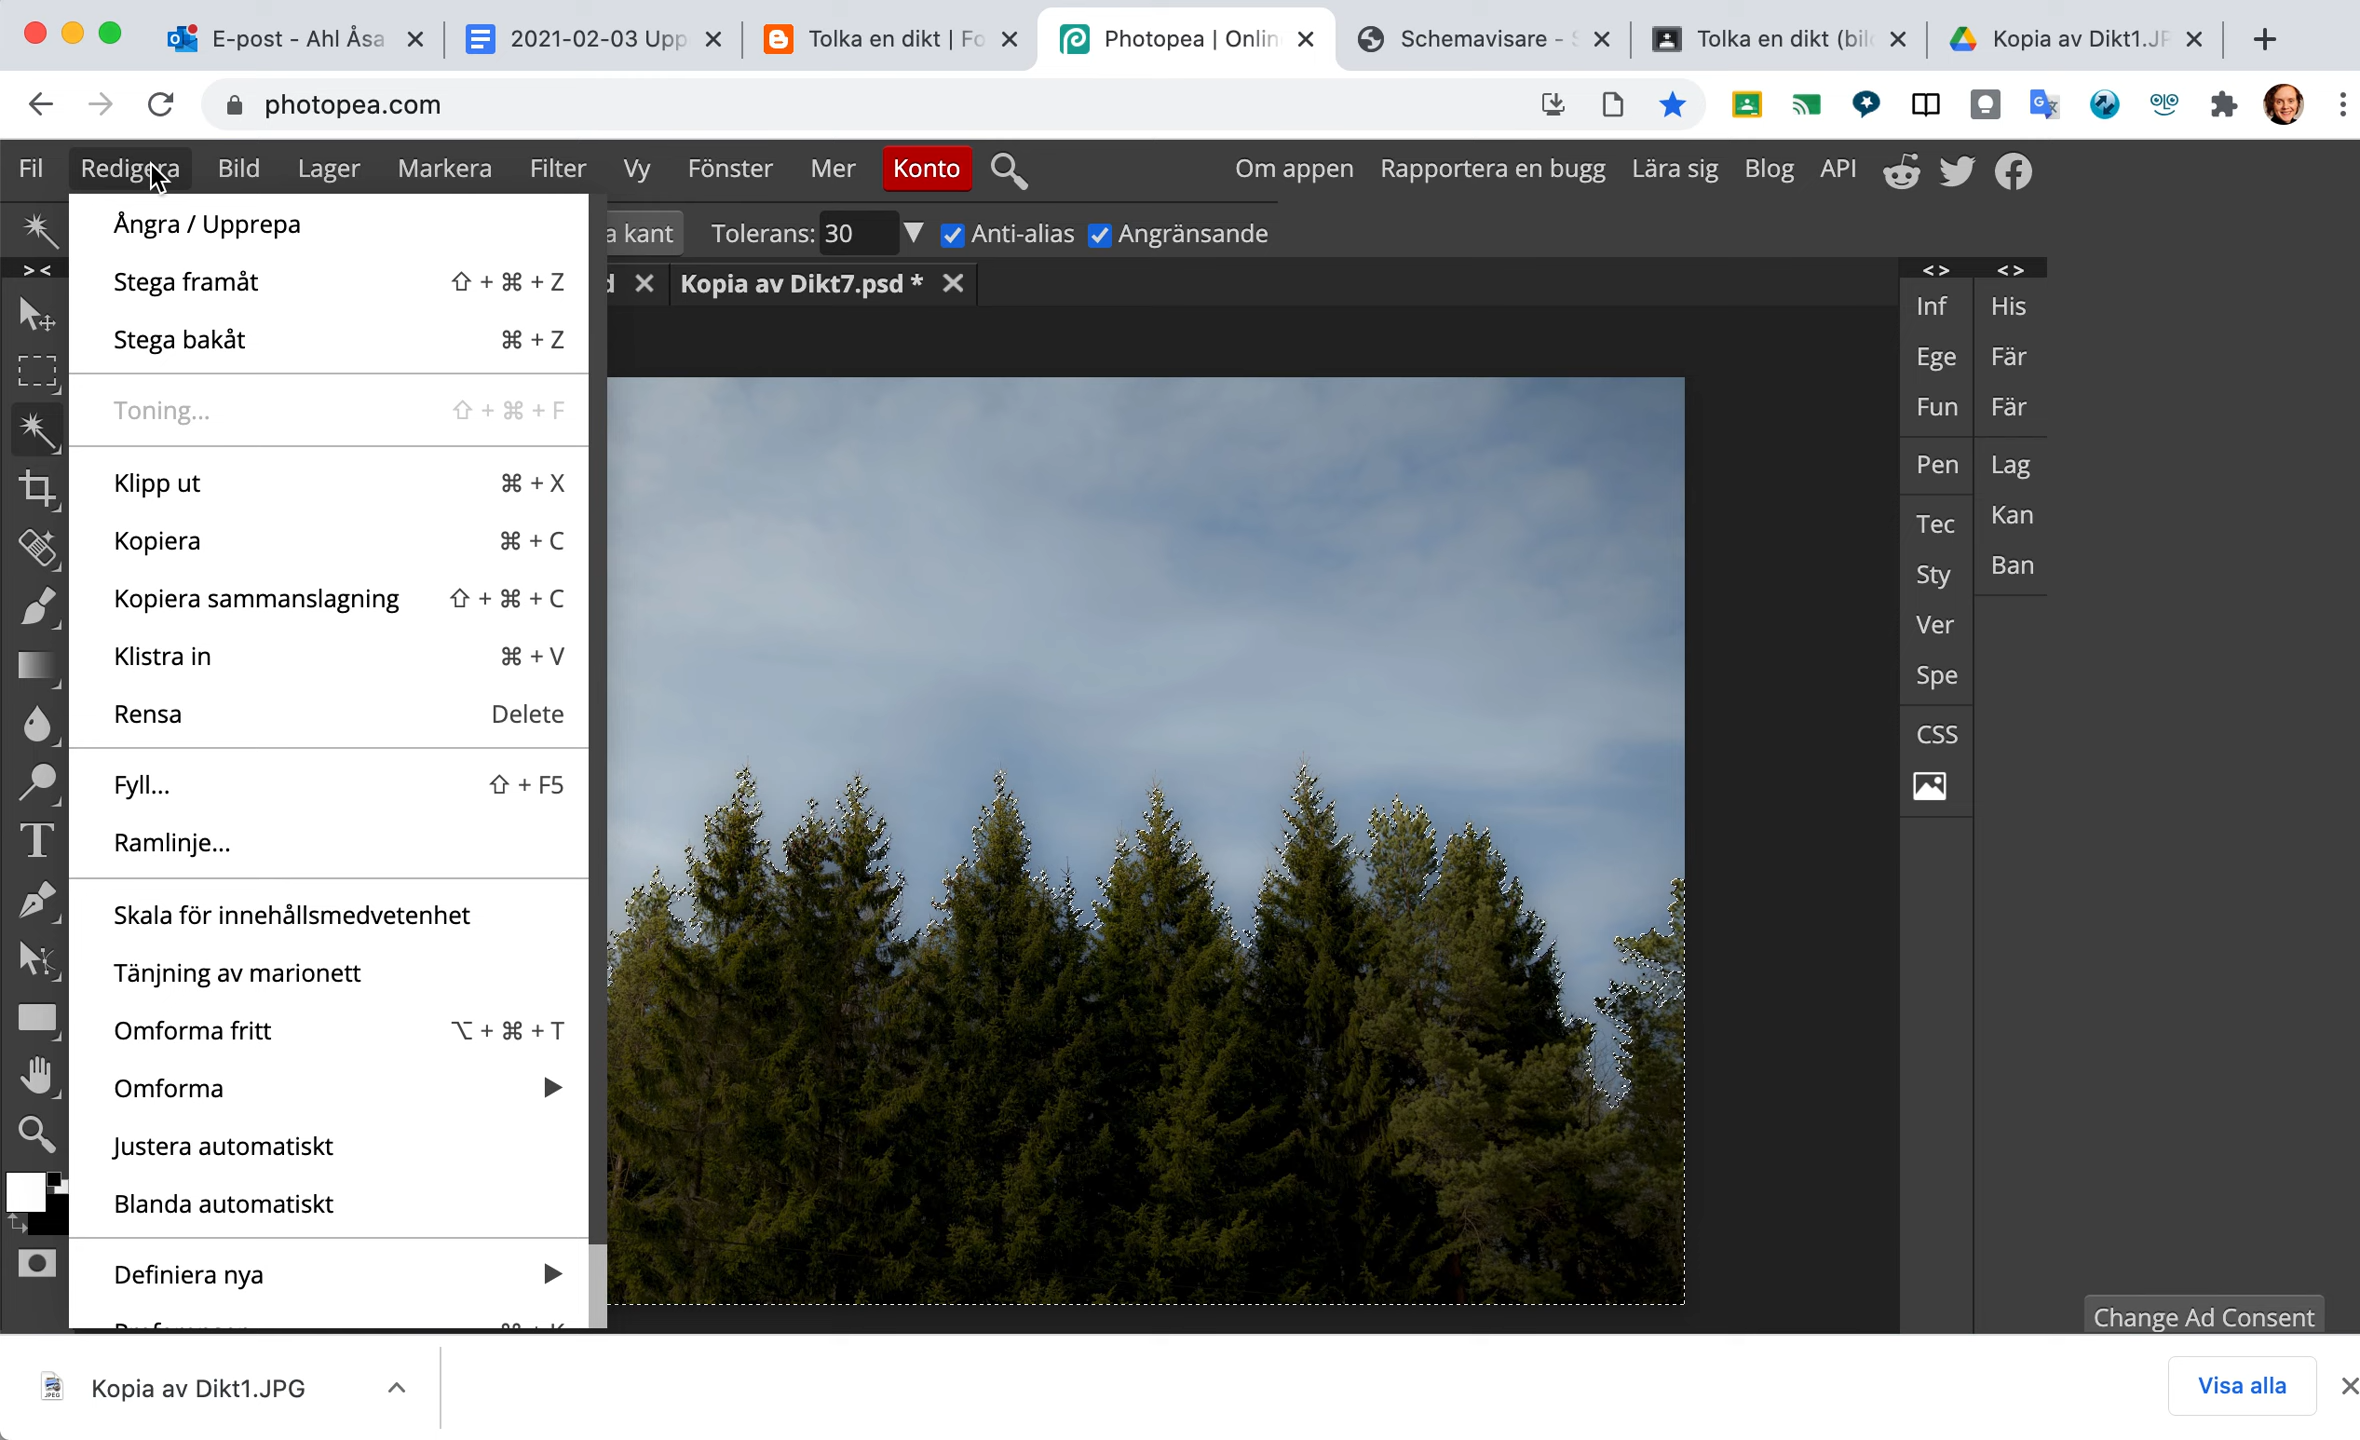 E-post - Ahl Åsa
2021-02-03 Upp
Tolka en dikt | Fo
Photopea | Onlin
Schemavisare - S
Tolka en dikt (bil
Kopia av Dikt1.JP
photopea.com
Fil Redigera Bild Lager Markera Filter Vy Fönster Mer Konto Om appen Rapportera en bugg Lära sig Blog API
a kant Tolerans: 30 Anti-alias Angränsande
d Kopia av Dikt7.psd *
Ångra / Upprepa
Stega framåt ⇧ + ⌘ + Z
Stega bakåt ⌘ + Z
Toning... ⇧ + ⌘ + F
Klipp ut ⌘ + X
Kopiera ⌘ + C
Kopiera sammanslagning ⇧ + ⌘ + C
Klistra in ⌘ + V
Rensa Delete
Fyll... ⇧ + F5
Ramlinje...
Skala för innehållsmedvetenhet
Tänjning av marionett
Omforma fritt ⌥ + ⌘ + T
Omforma
Justera automatiskt
Blanda automatiskt
Definiera nya
Inf
Ege
Fun
Pen
Tec
Sty
Ver
Spe
CSS
His
Fär
Fär
Lag
Kan
Ban
Change Ad Consent
Kopia av Dikt1.JPG
Visa alla